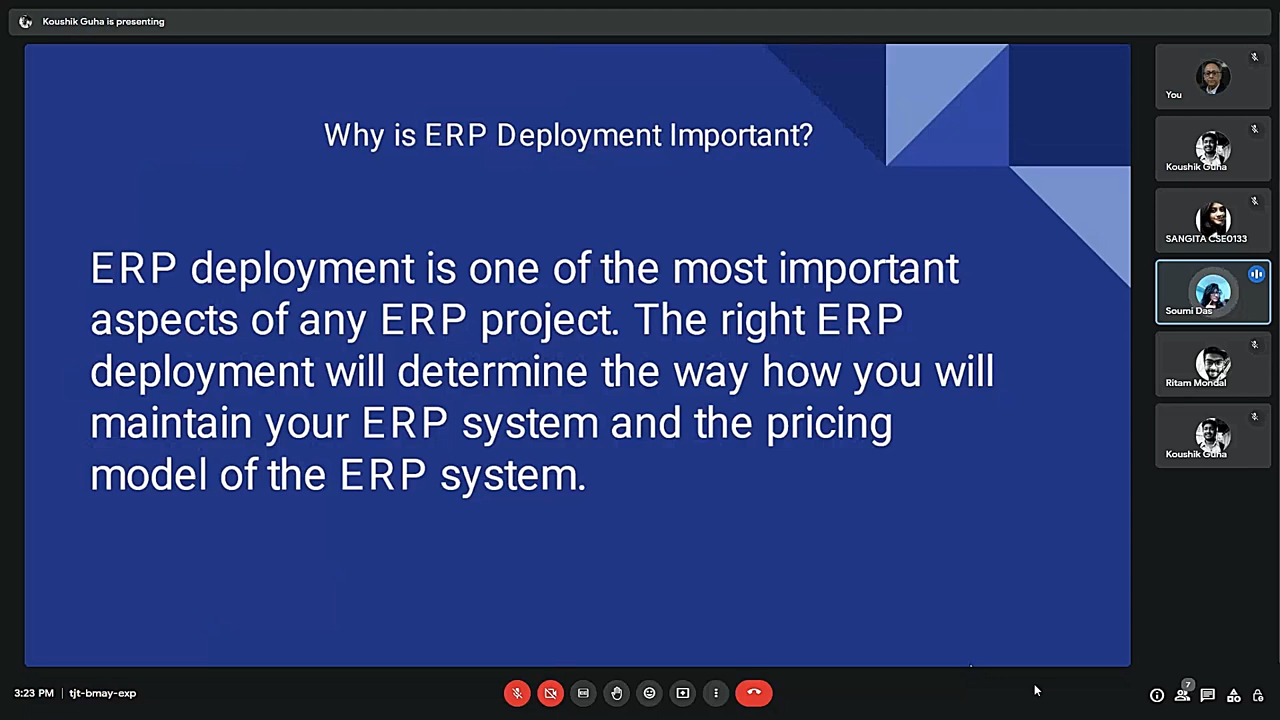 Koushik Guha is presenting
Why is ERP Deployment Important?
ERP deployment is one of the most important
aspects of any ERP project. The right ERP
deployment will determine the way how you will
maintain your ERP system and the pricing
model of the ERP system.
You
Koushik Guha
SANGITA CSE0133
Soumi Das
Ritam Mondal
Koushik Guha
3:23 PM | tjt-bmay-exp
7